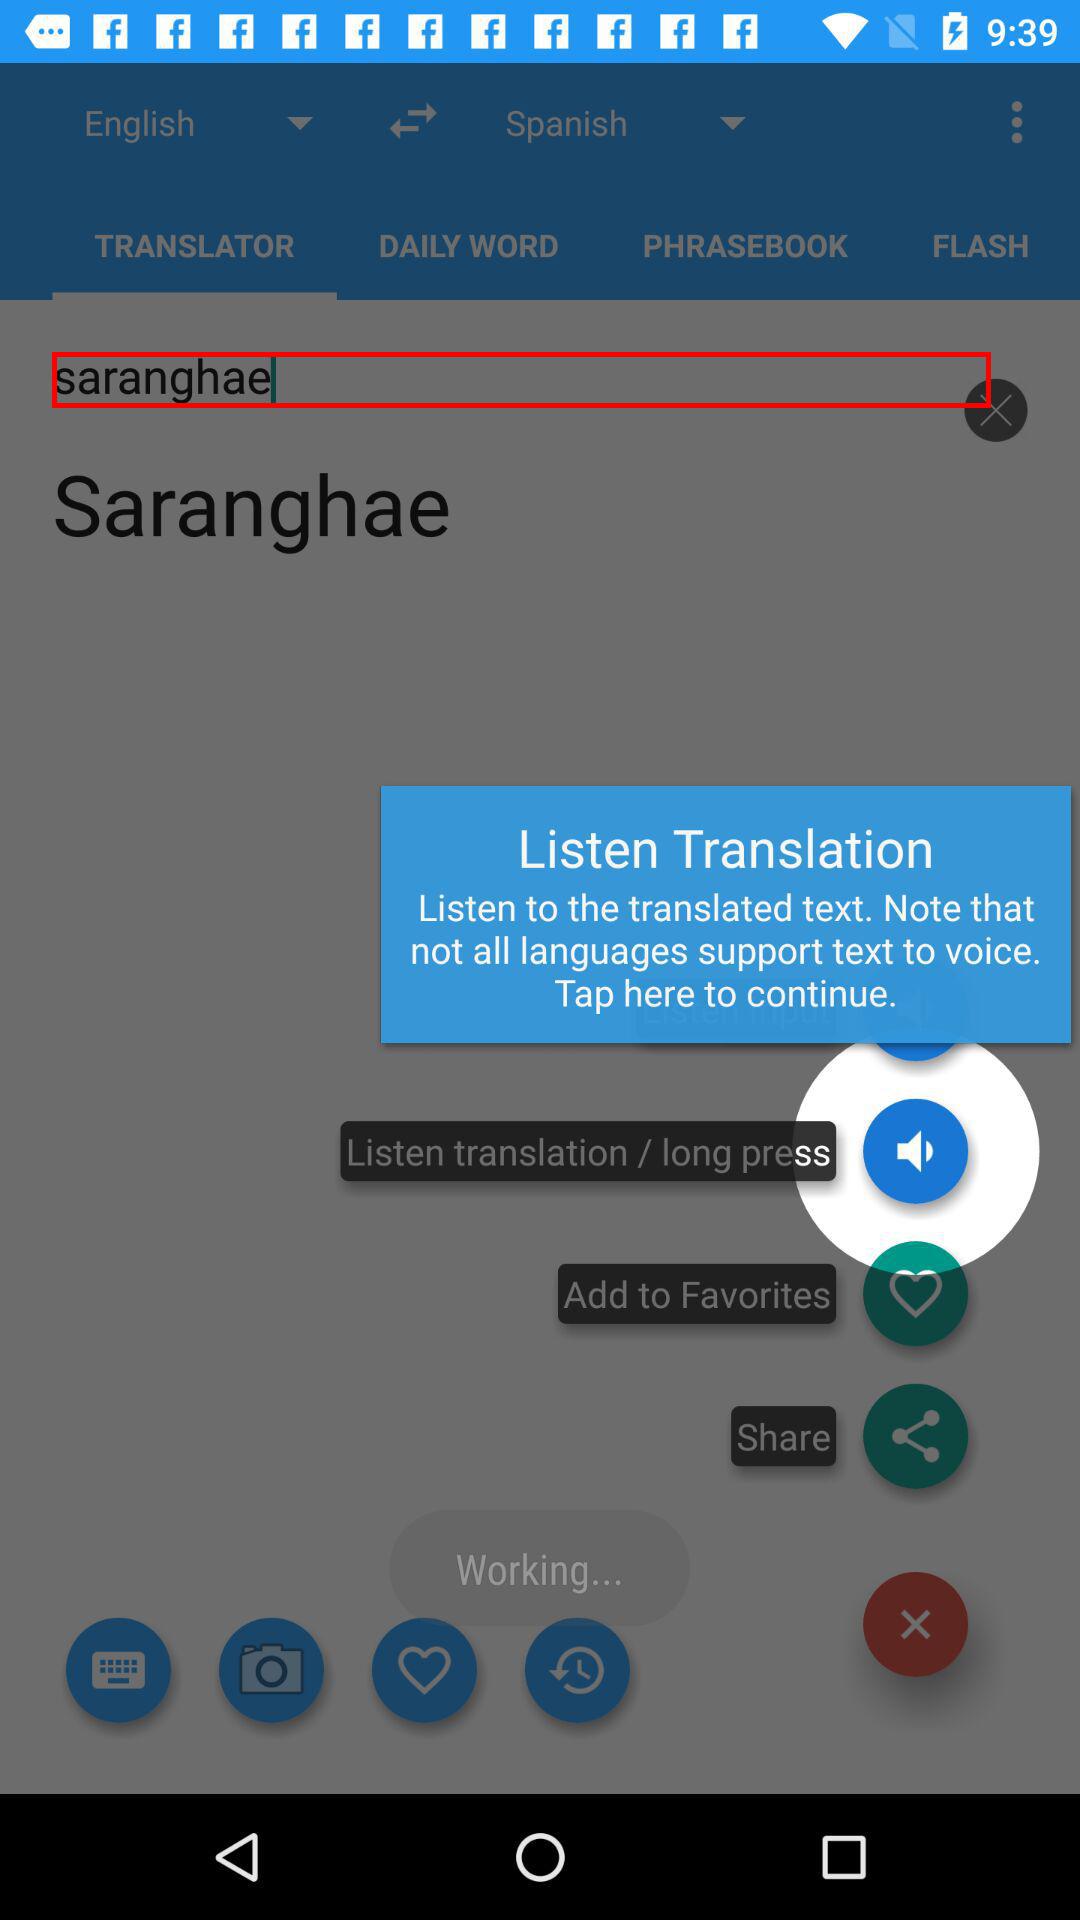 9:39
English Spanish
TRANSLATOR DAILY WORD PHRASEBOOK FLASH
saranghae
Saranghae
Listen Translation
Listen to the translated text. Note that
not all languages support text to voice.
Tap here to continue.
Listen input
Listen translation / long press
Add to Favorites
Share
Working...